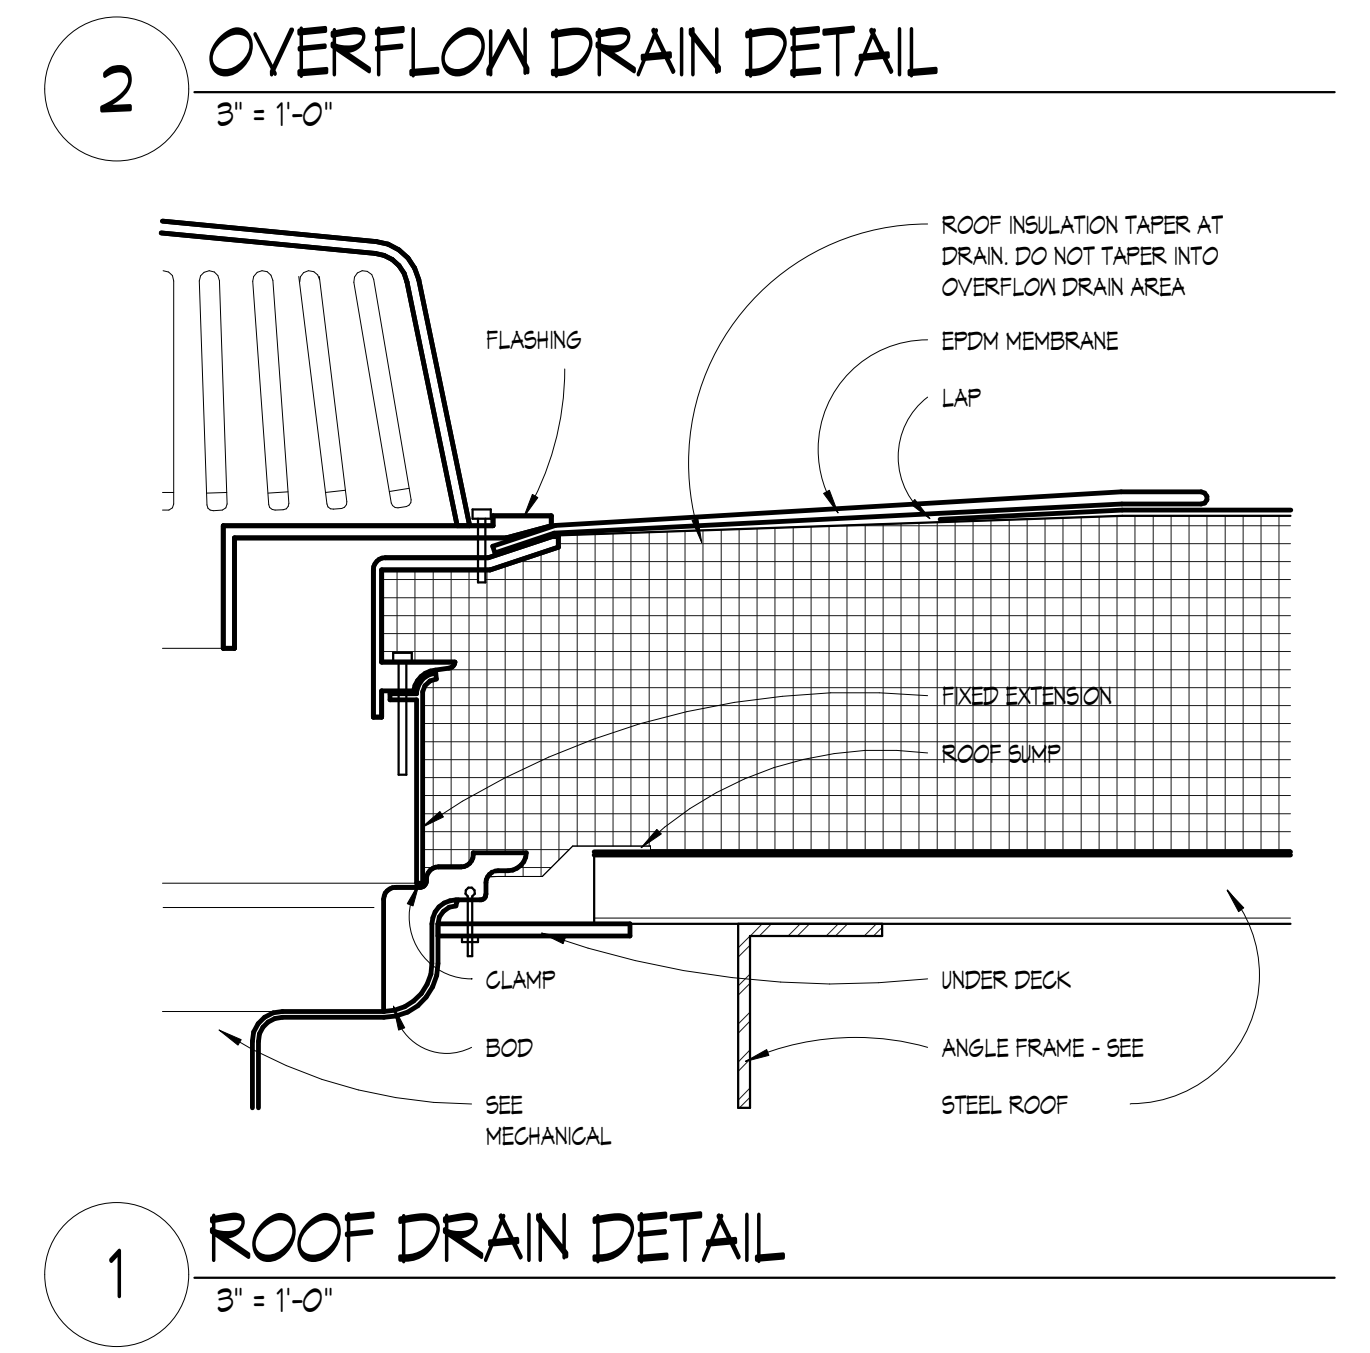 2
OVERFLOW DRAIN DETAIL
3" = 1'-0"
ROOF INSULATION TAPER AT
DRAIN. DO NOT TAPER INTO
OVERFLOW DRAIN AREA
FLASHING
EPDM MEMBRANE
LAP
FIXED EXTENSION
ROOF SUMP
CLAMP
UNDER DECK
BOD
ANGLE FRAME - SEE
SEE
MECHANICAL
STEEL ROOF
1
ROOF DRAIN DETAIL
3" = 1'-0"